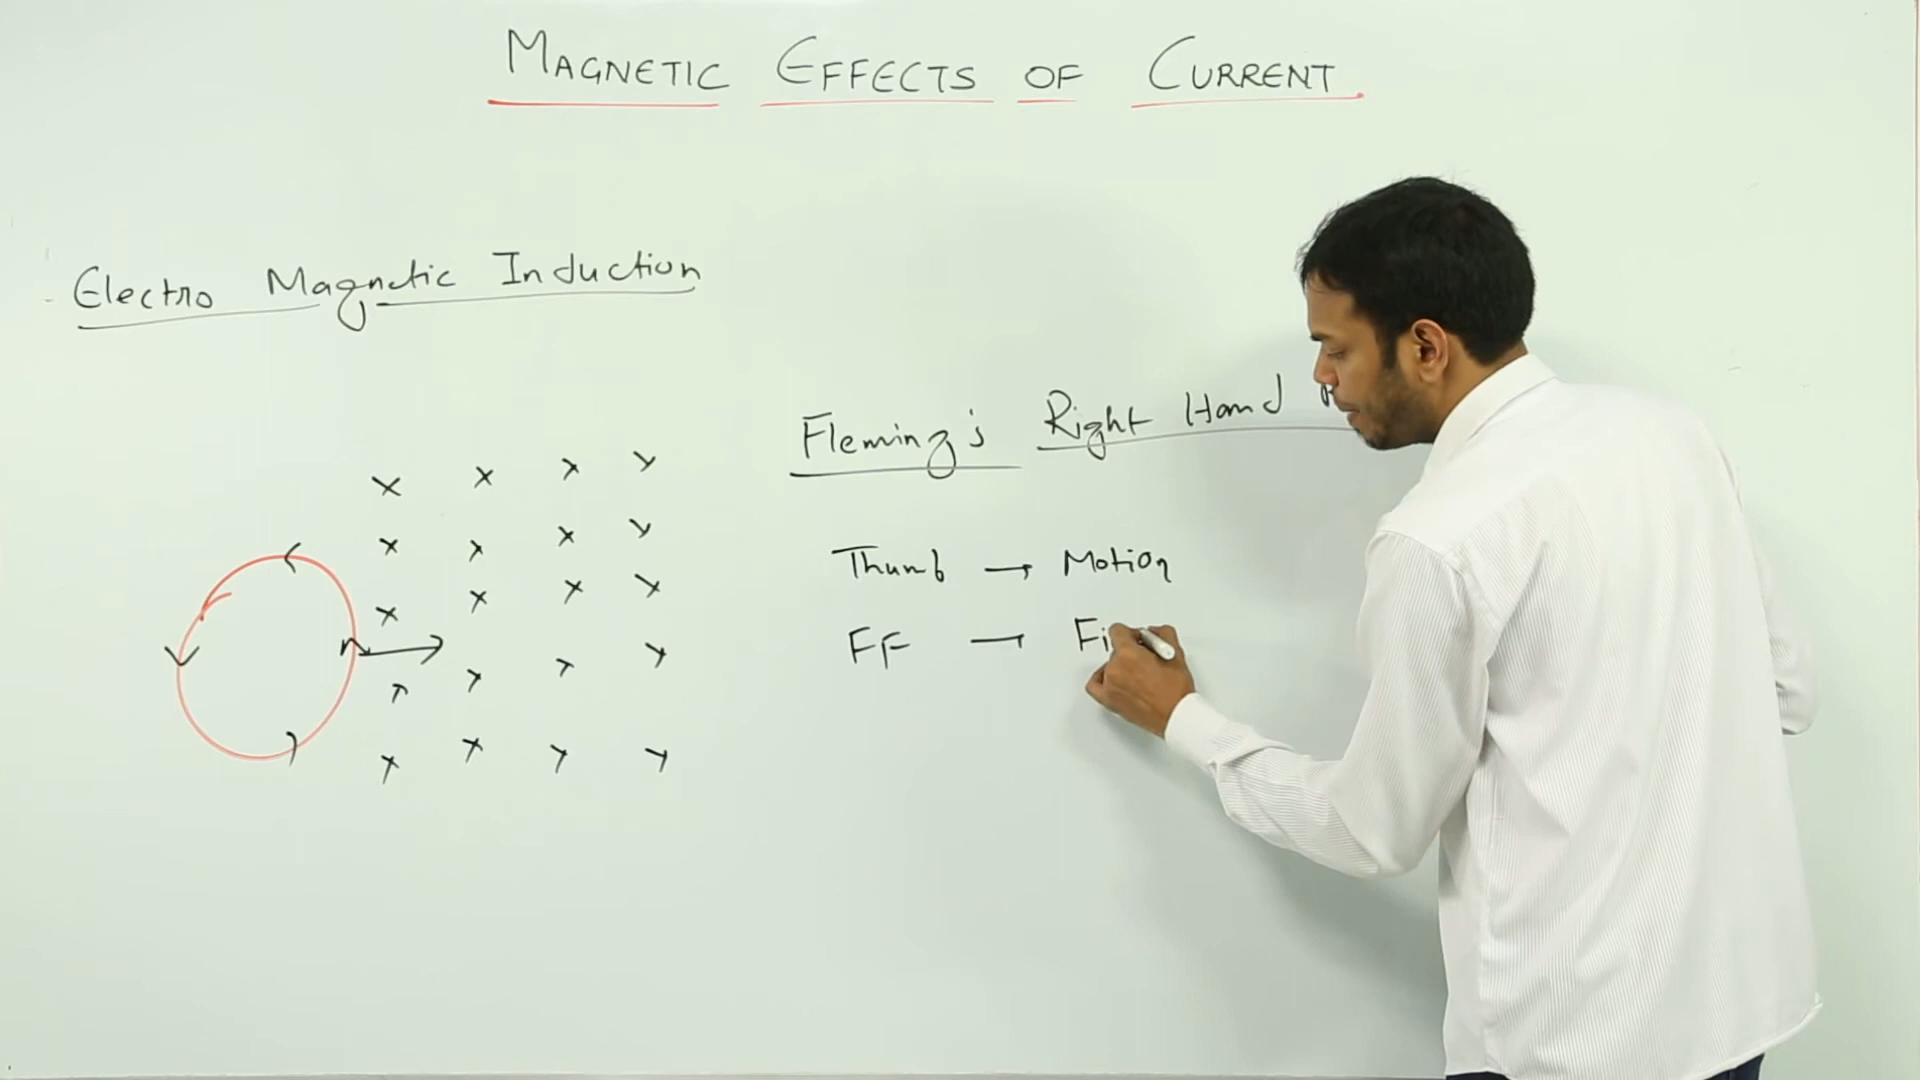 MAGNETIC EFFECTS OF CURRENT
Electro Magnetic Induction
Fleming's Right Hand
Thumb → Motion
FF → Fi